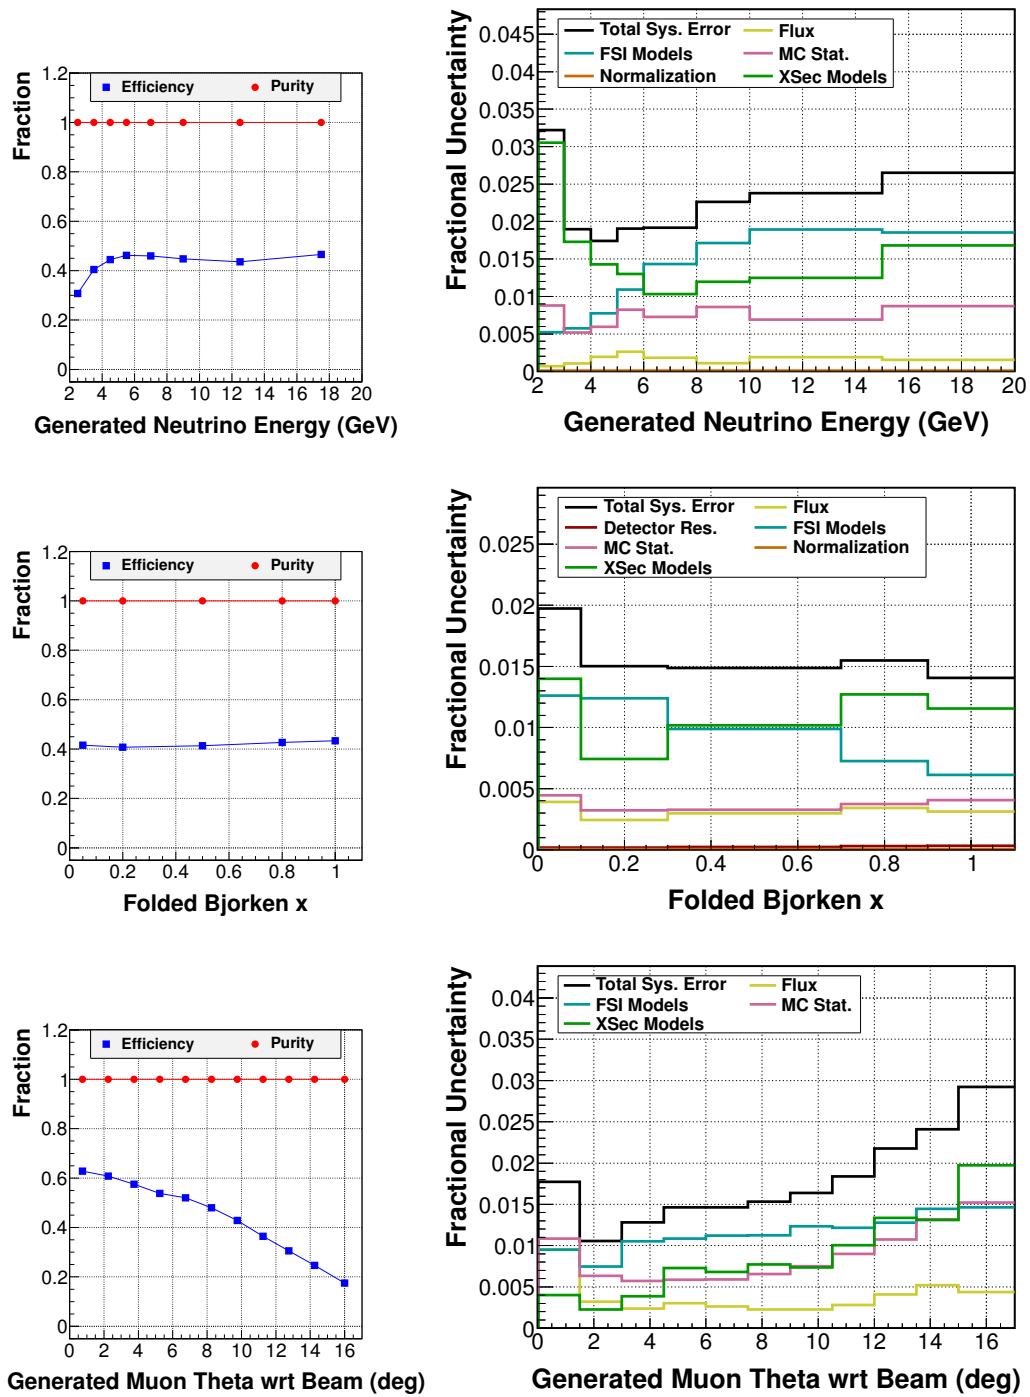 Fraction
1.2
1
0.8
0.6
0.4
0.2
0
Efficiency Purity
2 4 6 8 10 12 14 16 18 20
Generated Neutrino Energy (GeV)
Fractional Uncertainty
0.045
0.04
0.035
0.03
0.025
0.02
0.015
0.01
0.005
0
Total Sys. Error Flux
FSI Models MC Stat.
Normalization XSec Models
2 4 6 8 10 12 14 16 18 20
Generated Neutrino Energy (GeV)
Fraction
1.2
1
0.8
0.6
0.4
0.2
0
Efficiency Purity
0 0.2 0.4 0.6 0.8 1
Folded Bjorken x
Fractional Uncertainty
0.025
0.02
0.015
0.01
0.005
0
Total Sys. Error Flux
Detector Res. FSI Models
MC Stat. Normalization
XSec Models
0 0.2 0.4 0.6 0.8 1
Folded Bjorken x
Fraction
1.2
1
0.8
0.6
0.4
0.2
0
Efficiency Purity
0 2 4 6 8 10 12 14 16
Generated Muon Theta wrt Beam (deg)
Fractional Uncertainty
0.04
0.035
0.03
0.025
0.02
0.015
0.01
0.005
0
Total Sys. Error Flux
FSI Models MC Stat.
XSec Models
0 2 4 6 8 10 12 14 16
Generated Muon Theta wrt Beam (deg)